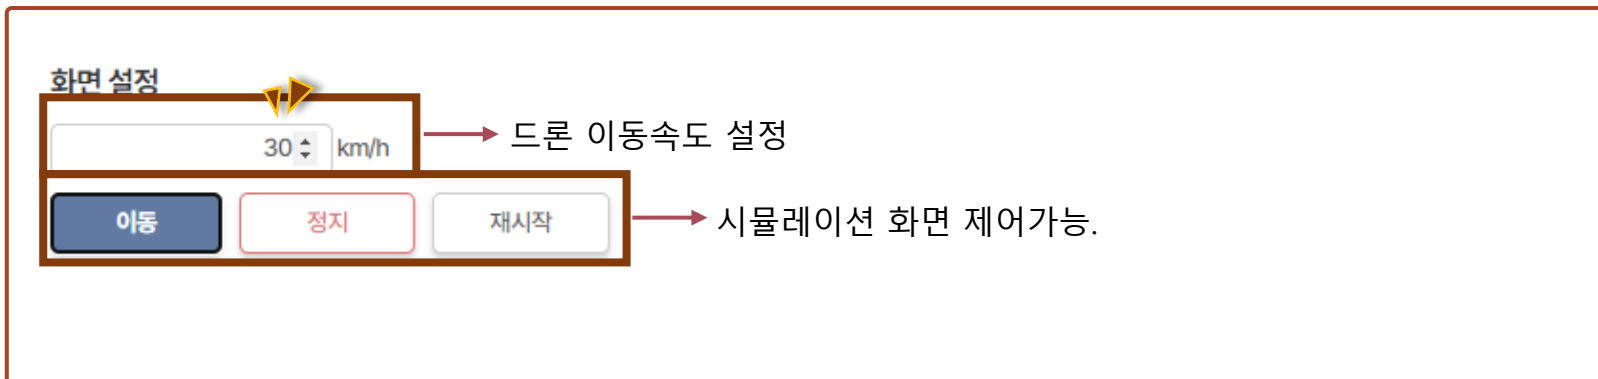 화면 설정
30 km/h
드론 이동속도 설정
이동 정지 재시작
시뮬레이션 화면 제어가능.